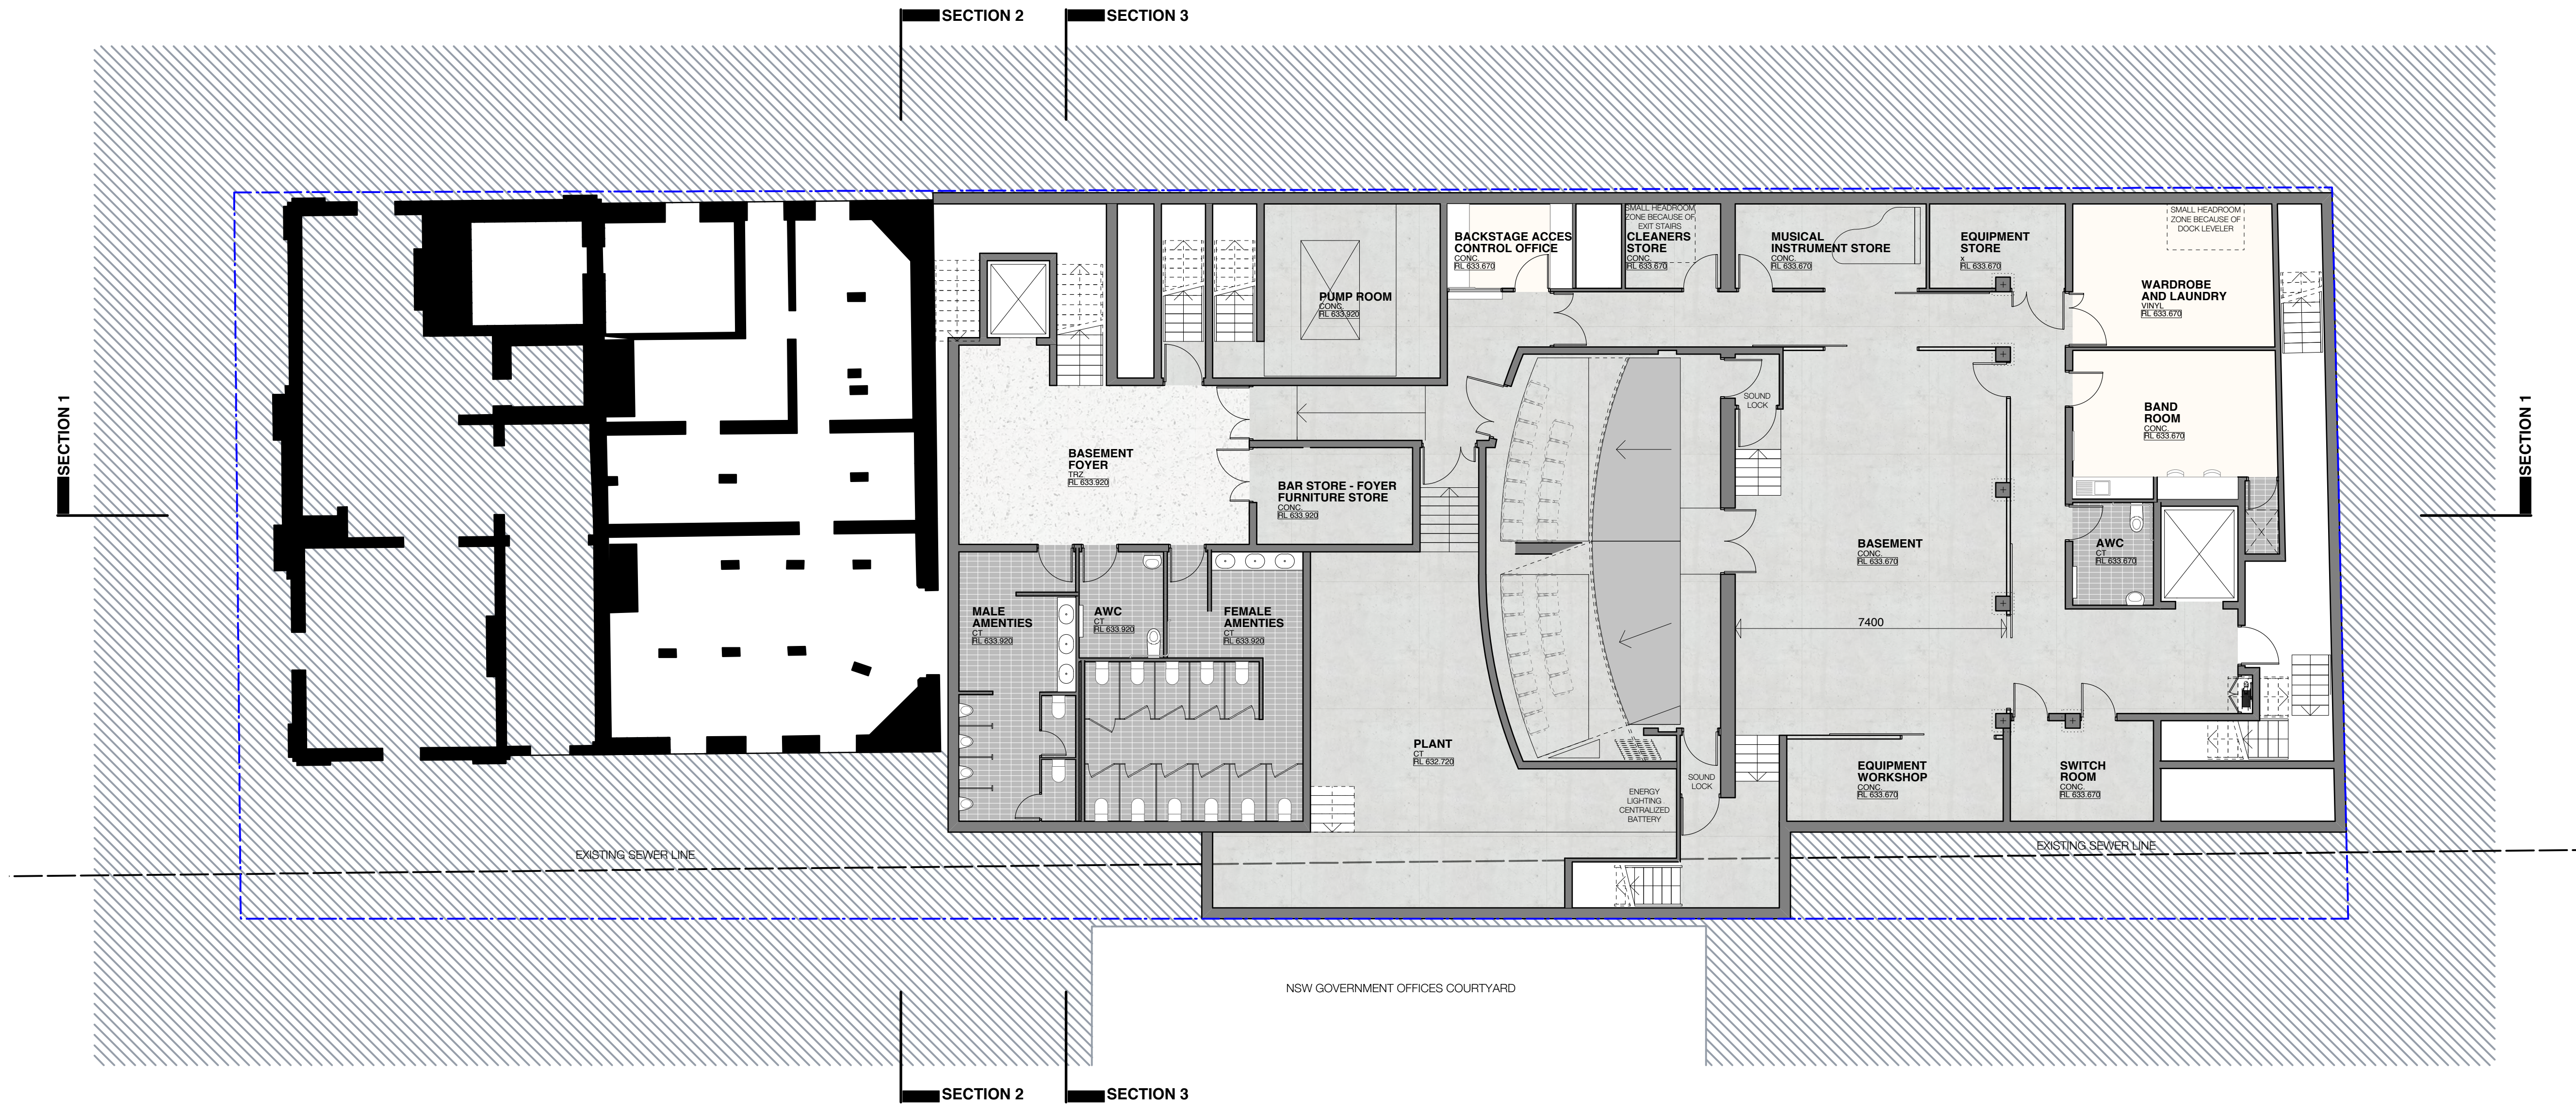 SECTION 2
SECTION 3
SECTION 1
SECTION 1
BACKSTAGE ACCES
CONTROL OFFICE
CONC.
RL 633.670
SMALL HEADROOM
ZONE BECAUSE OF
EXIT STAIRS
CLEANERS
STORE
CONC.
RL 633.670
MUSICAL
INSTRUMENT STORE
CONC.
RL 633.670
EQUIPMENT
STORE
x
RL 633.670
SMALL HEADROOM
ZONE BECAUSE OF
DOCK LEVELER
WARDROBE
AND LAUNDRY
VINYL
RL 633.670
PUMP ROOM
CONC.
RL 633.920
SOUND
LOCK
BAND
ROOM
CONC.
RL 633.670
BASEMENT
FOYER
TRZ.
RL 633.920
BAR STORE - FOYER
FURNITURE STORE
CONC.
RL 633.920
BASEMENT
CONC.
RL 633.670
AWC
CT
RL 633.670
MALE
AMENTIES
CT
RL 633.920
AWC
CT
RL 633.920
FEMALE
AMENTIES
CT
RL 633.920
7400
PLANT
CT
RL 632.720
ENERGY
LIGHTING
CENTRALIZED
BATTERY
SOUND
LOCK
EQUIPMENT
WORKSHOP
CONC.
RL 633.670
SWITCH
ROOM
CONC.
RL 633.670
EXISTING SEWER LINE
EXISTING SEWER LINE
NSW GOVERNMENT OFFICES COURTYARD
SECTION 2
SECTION 3